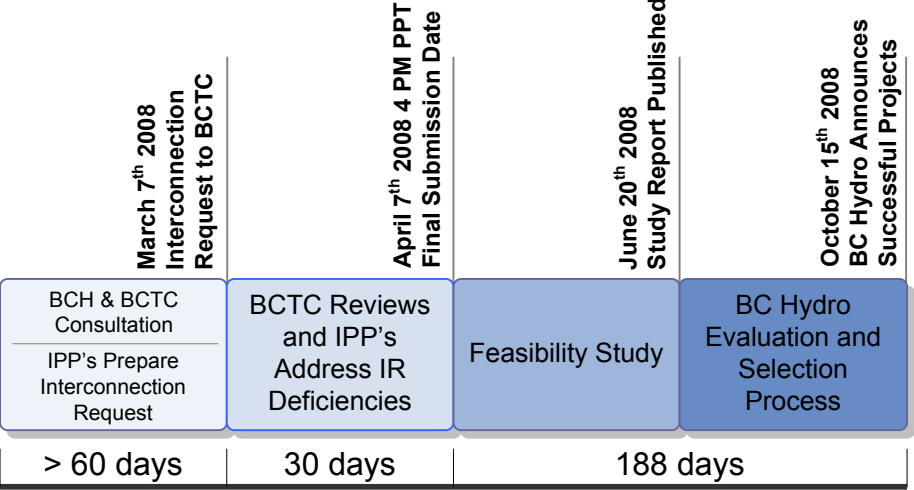 March 7th 2008
Interconnection
Request to BCTC
April 7th 2008 4 PM PPT
Final Submission Date
June 20th 2008
Study Report Published
October 15th 2008
BC Hydro Announces
Successful Projects
BCH & BCTC
Consultation
IPP's Prepare
Interconnection
Request
BCTC Reviews
and IPP's
Address IR
Deficiencies
Feasibility Study
BC Hydro
Evaluation and
Selection
Process
> 60 days
30 days
188 days